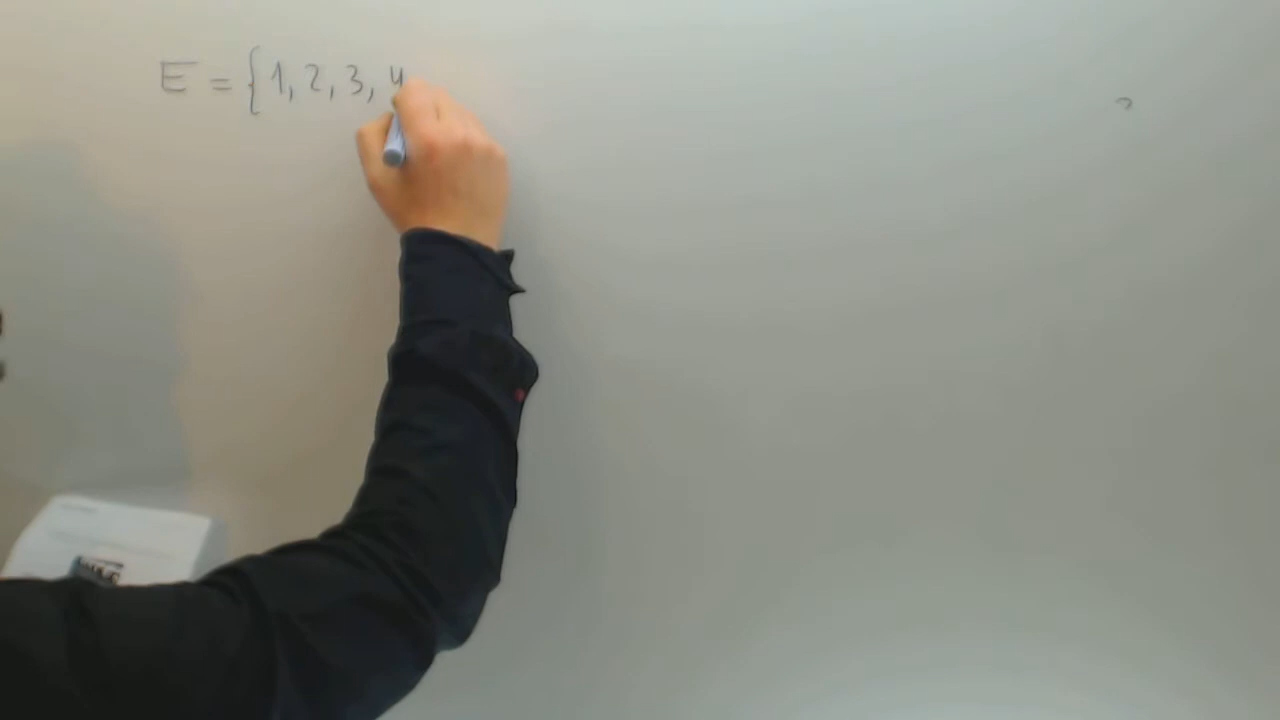 E = {1, 2, 3, 4